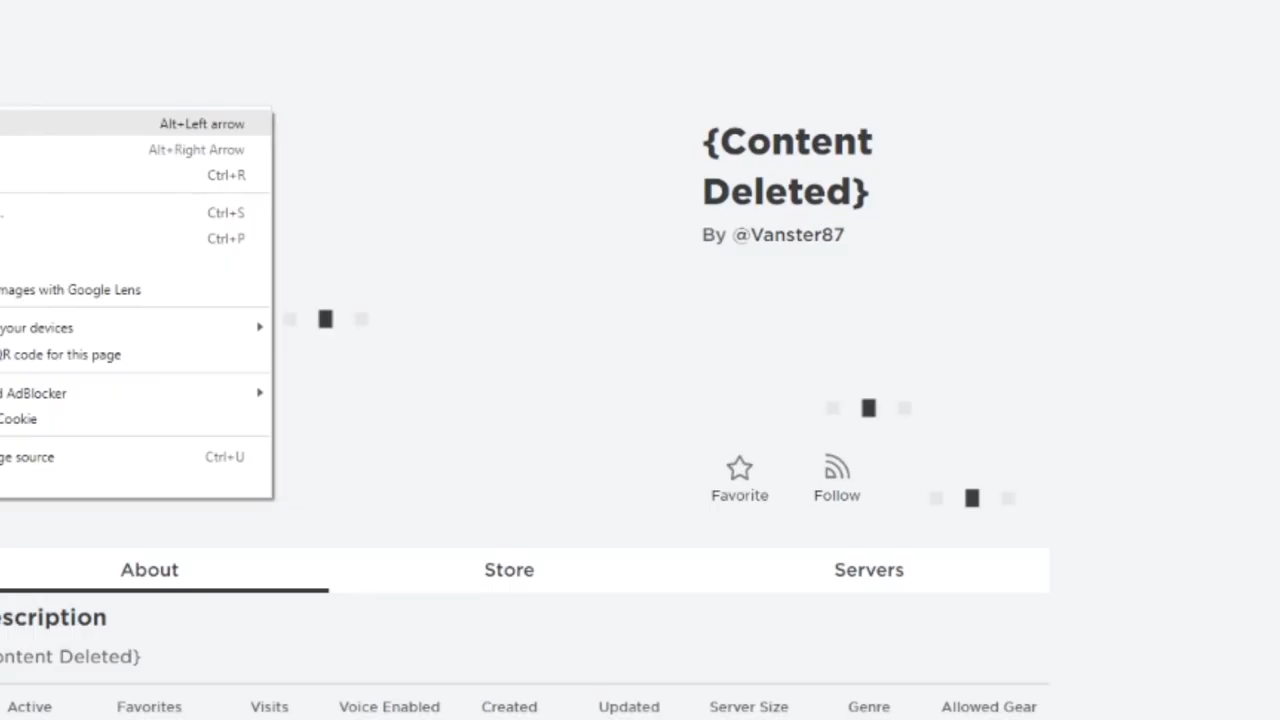 Alt+Left arrow
Alt+Right Arrow
Ctrl+R
Ctrl+S
Ctrl+P
mages with Google Lens
your devices
QR code for this page
d AdBlocker
Cookie
ge source Ctrl+U
{Content
Deleted}
By @Vanster87
Favorite Follow
About Store Servers
escription
ontent Deleted}
Active Favorites Visits Voice Enabled Created Updated Server Size Genre Allowed Gear